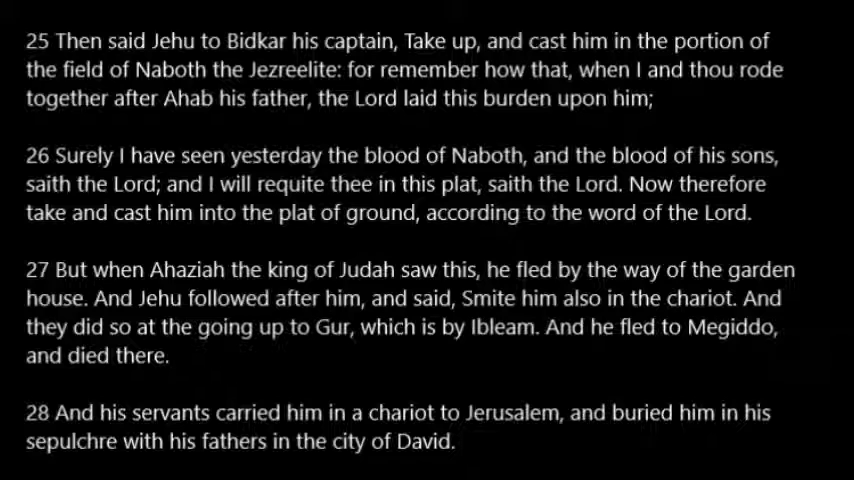 25 Then said Jehu to Bidkar his captain, Take up, and cast him in the portion of
the field of Naboth the Jezreelite: for remember how that, when I and thou rode
together after Ahab his father, the Lord laid this burden upon him;
26 Surely I have seen yesterday the blood of Naboth, and the blood of his sons,
saith the Lord; and I will requite thee in this plat, saith the Lord. Now therefore
take and cast him into the plat of ground, according to the word of the Lord.
27 But when Ahaziah the king of Judah saw this, he fled by the way of the garden
house. And Jehu followed after him, and said, Smite him also in the chariot. And
they did so at the going up to Gur, which is by Ibleam. And he fled to Megiddo,
and died there.
28 And his servants carried him in a chariot to Jerusalem, and buried him in his
sepulchre with his fathers in the city of David.